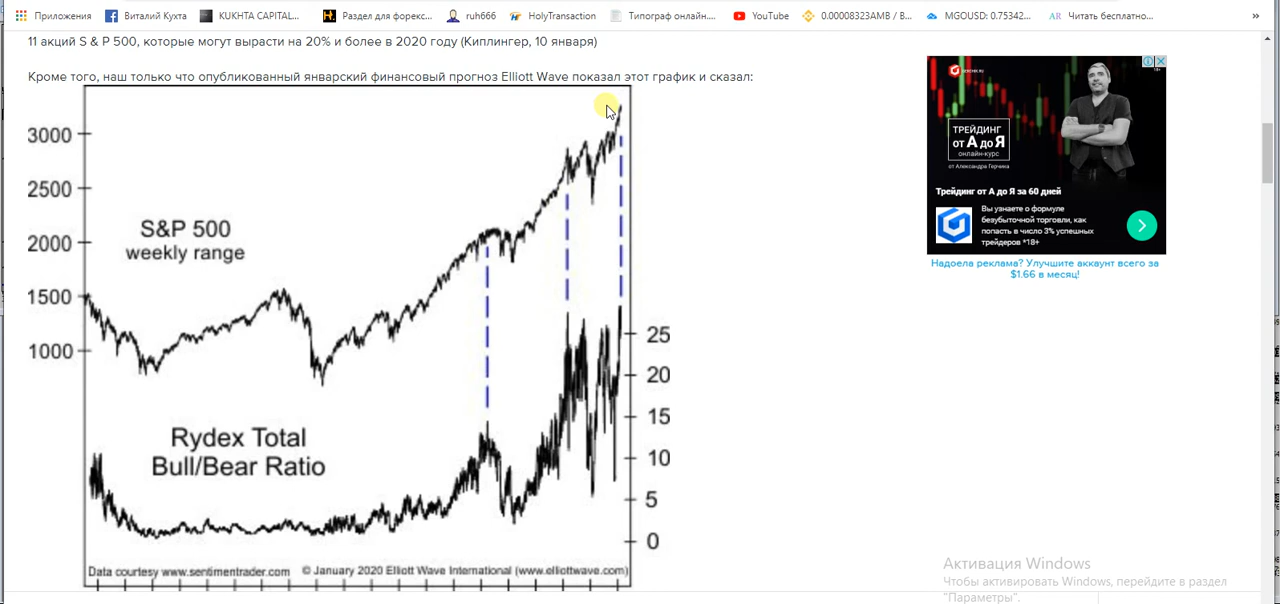 Приложения Виталий Кухта KUKHTA CAPITAL... Раздел для форекс... ruh666 HolyTransaction Типограф онлайн.... YouTube 0.00008323AMB / B... MGOUSD: 0.75342... AR Читать бесплатно... »
11 акций S & P 500, которые могут вырасти на 20% и более в 2020 году (Киплингер, 10 января)
Кроме того, наш только что опубликованный январский финансовый прогноз Elliott Wave показал этот график и сказал:
3000
2500
2000
1500
1000
S&P 500
weekly range
25
20
15
10
5
0
Rydex Total
Bull/Bear Ratio
Data courtesy www.sentimentrader.com © January 2020 Elliott Wave International (www.elliottwave.com)
18+
ТРЕЙДИНГ
от А до Я
онлайн-курс
от Александра Герчика
Трейдинг от А до Я за 60 дней
Вы узнаете о формуле
безубыточной торговли, как
попасть в число 3% успешных
трейдеров *18+
Надоела реклама? Улучшите аккаунт всего за
$1.66 в месяц!
Активация Windows
Чтобы активировать Windows, перейдите в раздел
"Параметры".